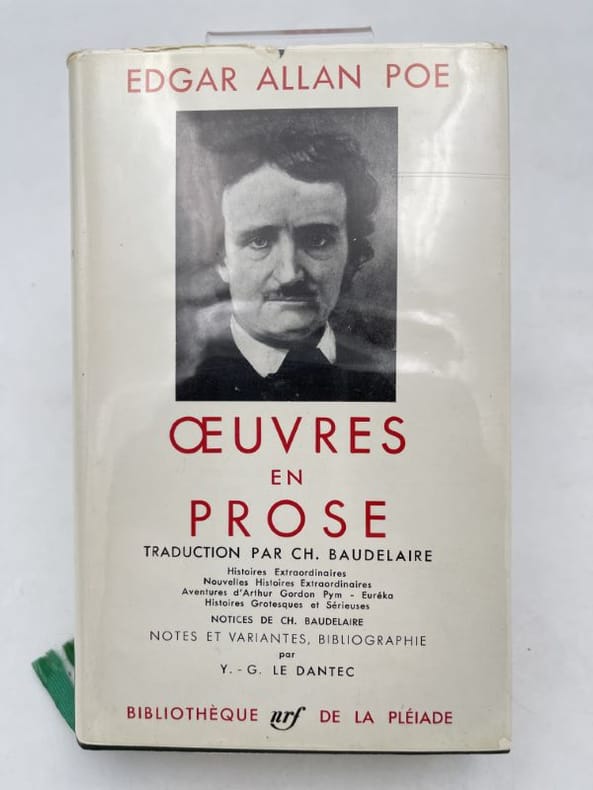 EDGAR ALLAN POE
ŒUVRES
EN
PROSE
TRADUCTION PAR CH. BAUDELAIRE
Histoires Extraordinaires
Nouvelles Histoires Extraordinaires
Aventures d'Arthur Gordon Pym - Euréka
Histoires Grotesques et Sérieuses
NOTICES DE CH. BAUDELAIRE
NOTES ET VARIANTES, BIBLIOGRAPHIE
par
Y. - G. LE DANTEC
BIBLIOTHÈQUE nrf DE LA PLÉIADE